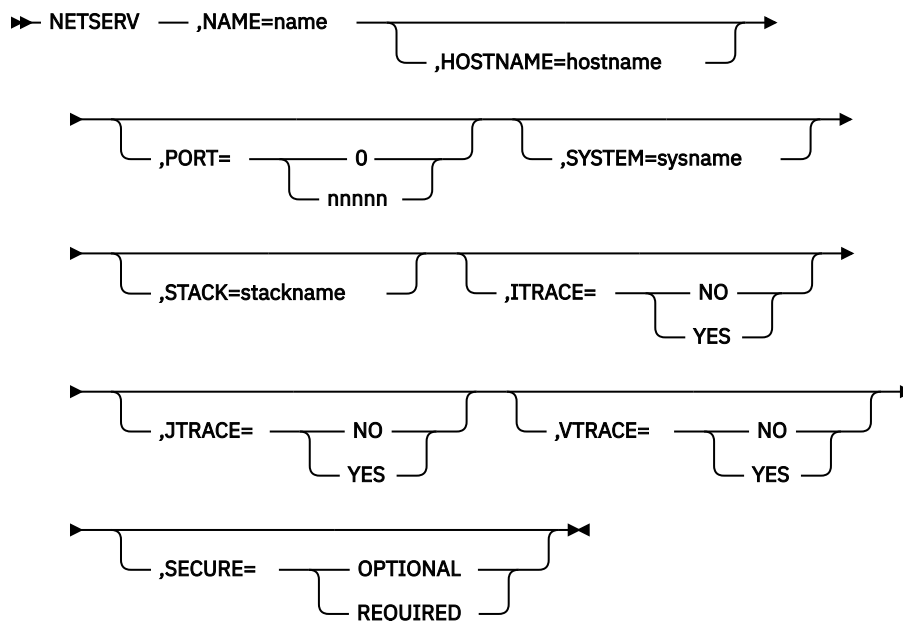 NETSERV ,NAME=name
,HOSTNAME=hostname
,PORT= 0 ,SYSTEM=sysname
nnnnn
,STACK=stackname ,ITRACE= NO
YES
,JTRACE= NO ,VTRACE= NO
YES YES
,SECURE= OPTIONAL
REQUIRED